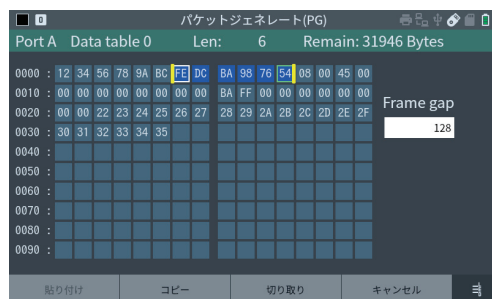 0 パケットジェネレート(PG)
Port A Data table 0 Len: 6 Remain: 31946 Bytes
0000 : 12 34 56 78 9A BC FE DC BA 98 76 54 08 00 45 00
0010 : 00 00 00 00 00 00 00 00 BA FF 00 00 00 00 00 00
0020 : 00 00 22 23 24 25 26 27 28 29 2A 2B 2C 2D 2E 2F
0030 : 30 31 32 33 34 35
0040 :
0050 :
0060 :
0070 :
0080 :
0090 :
Frame gap
128
貼り付け コピー 切り取り キャンセル